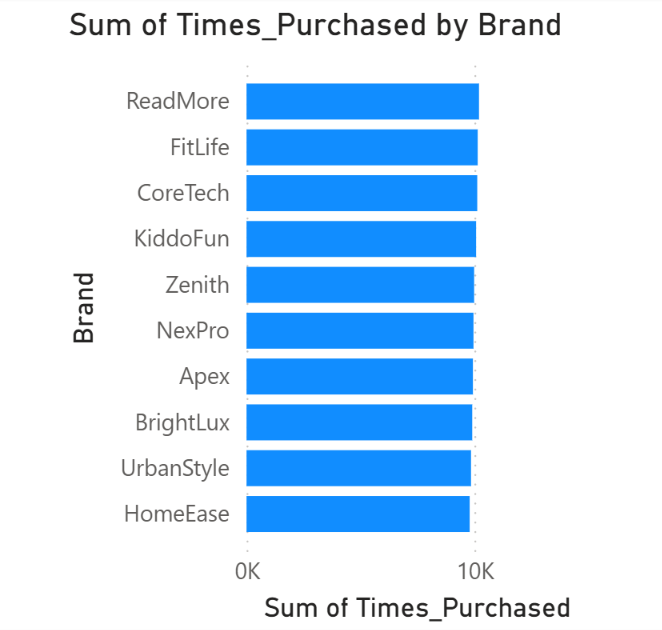 Sum of Times_Purchased by Brand
ReadMore
FitLife
CoreTech
KiddoFun
Zenith
NexPro
Apex
BrightLux
UrbanStyle
HomeEase
Brand
0K 10K
Sum of Times_Purchased